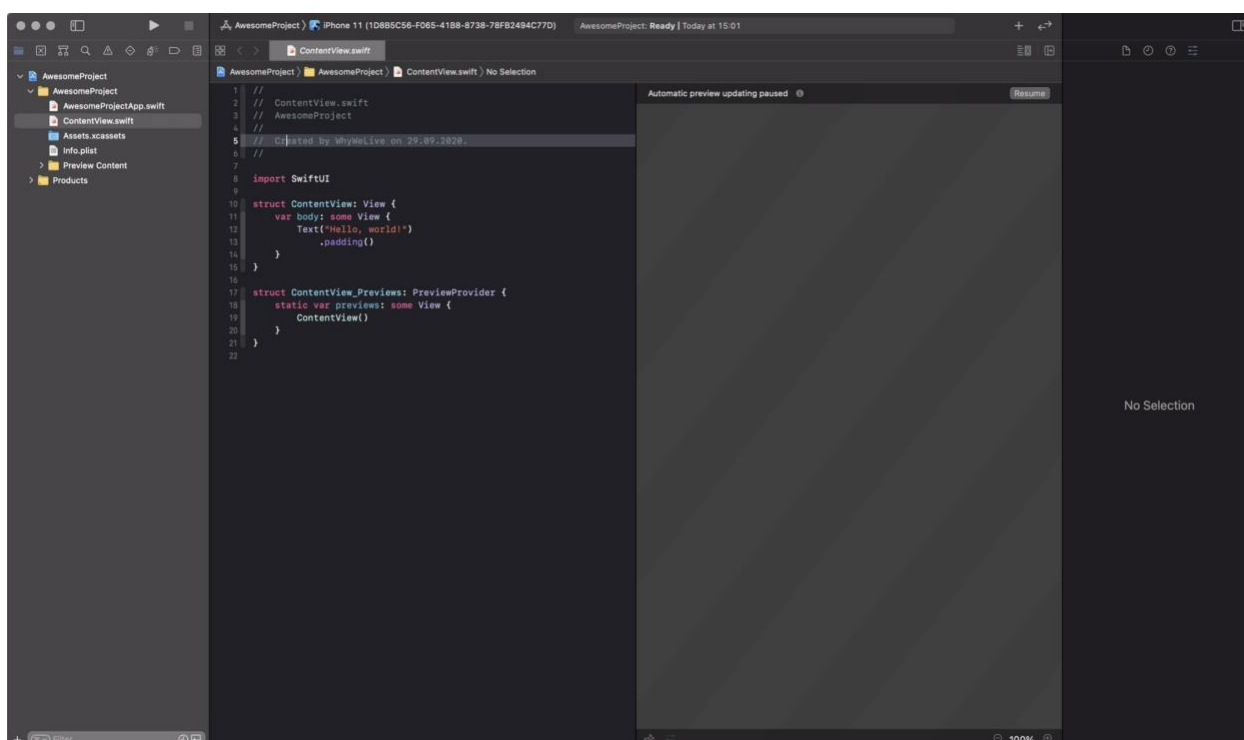 AwesomeProject 〉 iPhone 11 (1D8B5C56-F065-41B8-8738-78FB2494C77D)
AwesomeProject: Ready | Today at 15:01
ContentView.swift
AwesomeProject 〉 AwesomeProject 〉 ContentView.swift 〉 No Selection
AwesomeProject
AwesomeProject
AwesomeProjectApp.swift
ContentView.swift
Assets.xcassets
Info.plist
Preview Content
Products
Filter
1 //
2 // ContentView.swift
3 // AwesomeProject
4 //
5 // Created by WhyWeLive on 29.09.2020.
6 //
7
8 import SwiftUI
9
10 struct ContentView: View {
11 var body: some View {
12 Text("Hello, world!")
13 .padding()
14 }
15 }
16
17 struct ContentView_Previews: PreviewProvider {
18 static var previews: some View {
19 ContentView()
20 }
21 }
22
Automatic preview updating paused
Resume
100%
No Selection